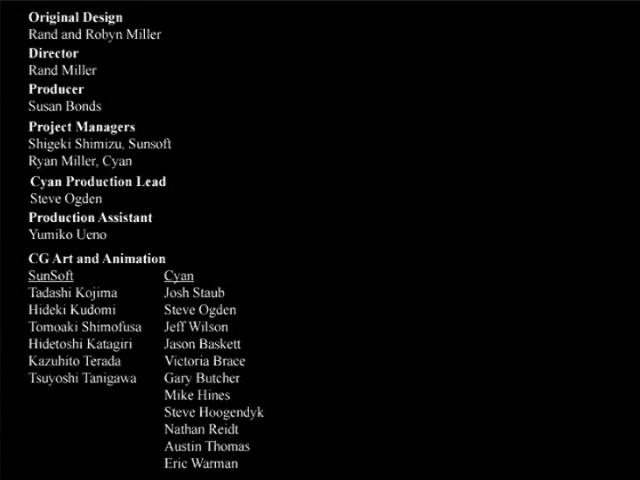 Original Design
Rand and Robyn Miller
Director
Rand Miller
Producer
Susan Bonds
Project Managers
Shigeki Shimizu, Sunsoft
Ryan Miller, Cyan
Cyan Production Lead
Steve Ogden
Production Assistant
Yumiko Ueno
CG Art and Animation
SunSoft Cyan
Tadashi Kojima Josh Staub
Hideki Kudomi Steve Ogden
Tomoaki Shimofusa Jeff Wilson
Hidetoshi Katagiri Jason Baskett
Kazuhito Terada Victoria Brace
Tsuyoshi Tanigawa Gary Butcher
Mike Hines
Steve Hoogendyk
Nathan Reidt
Austin Thomas
Eric Warman